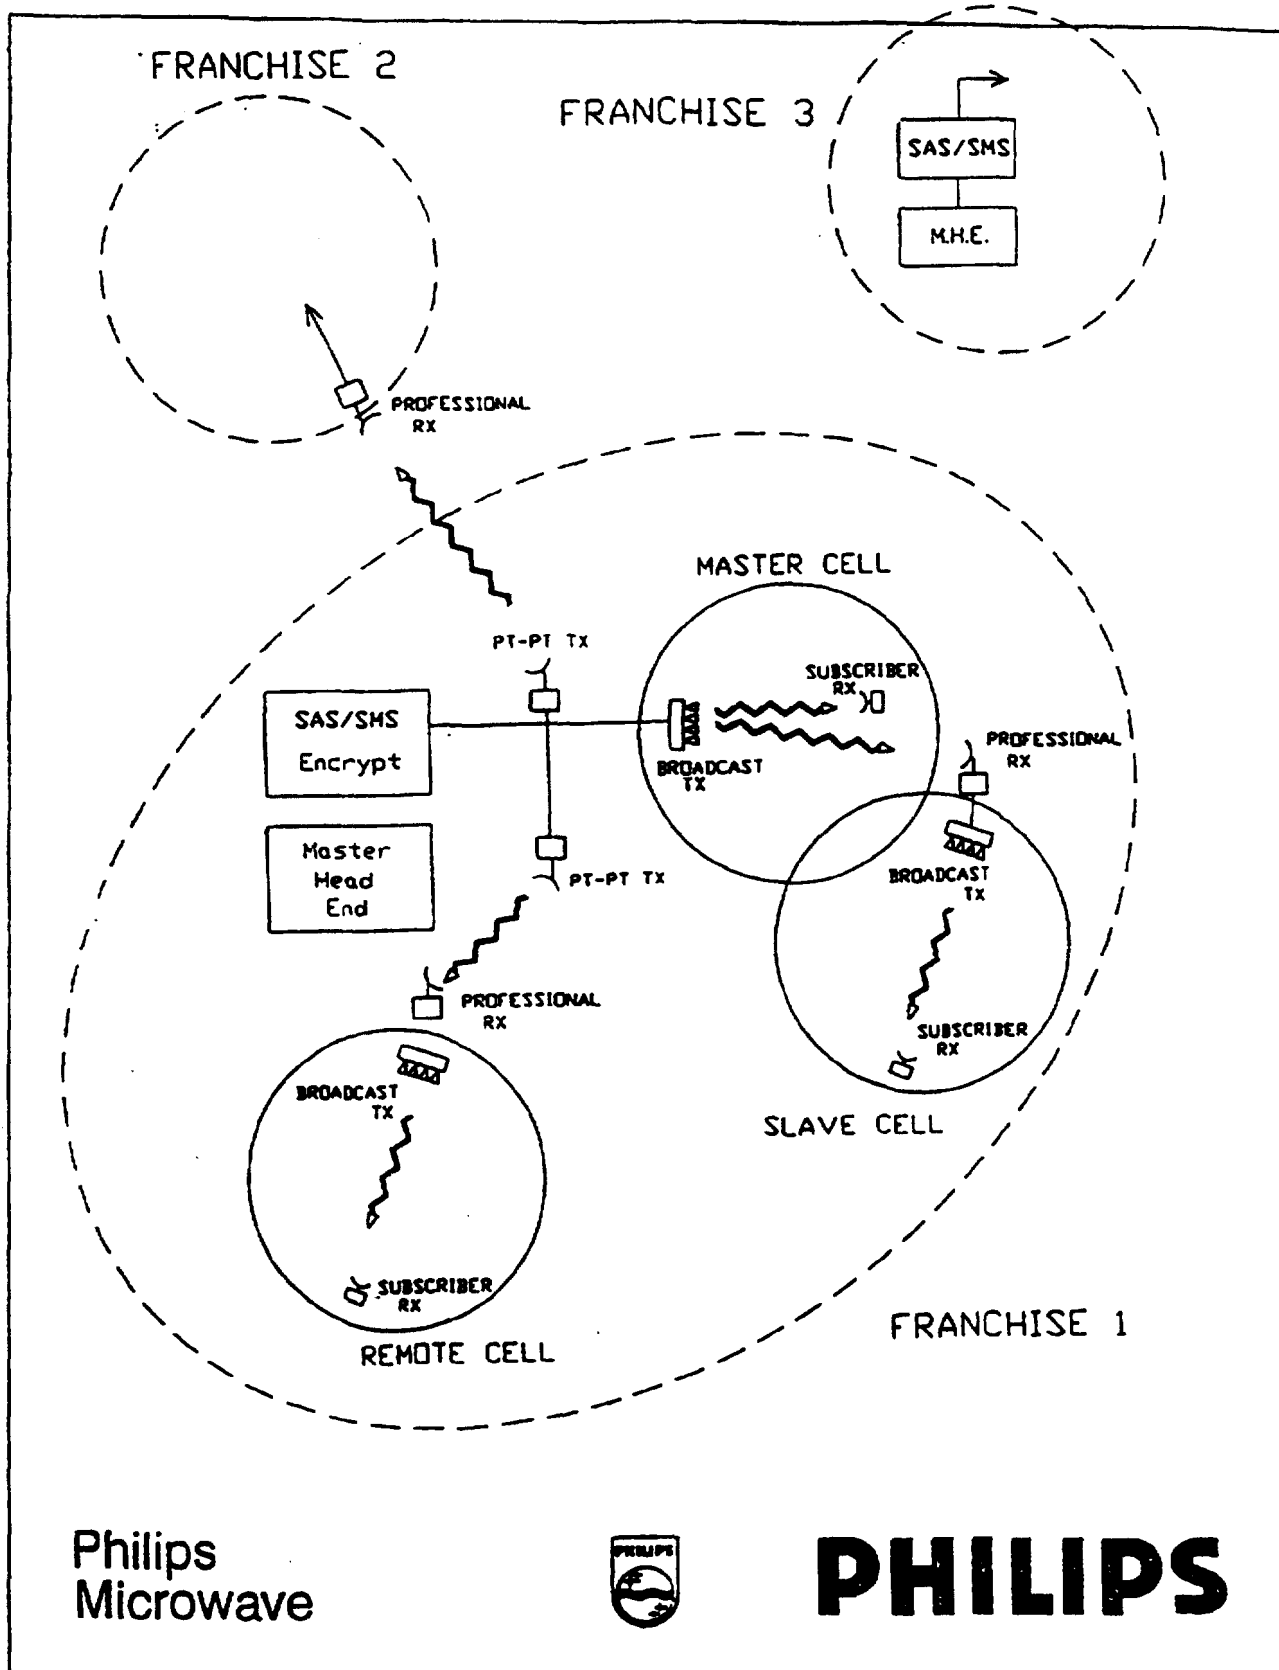 FRANCHISE 2
FRANCHISE 3
SAS/SMS
M.H.E.
PROFESSIONAL
RX
MASTER CELL
PT-PT TX
SUBSCRIBER
RX
SAS/SMS
Encrypt
BROADCAST
TX
PROFESSIONAL
RX
Master
Head
End
PT-PT TX
BROADCAST
TX
PROFESSIONAL
RX
SUBSCRIBER
RX
BROADCAST
TX
SLAVE CELL
SUBSCRIBER
RX
FRANCHISE 1
REMOTE CELL
Philips
Microwave
PHILIPS
PHILIPS